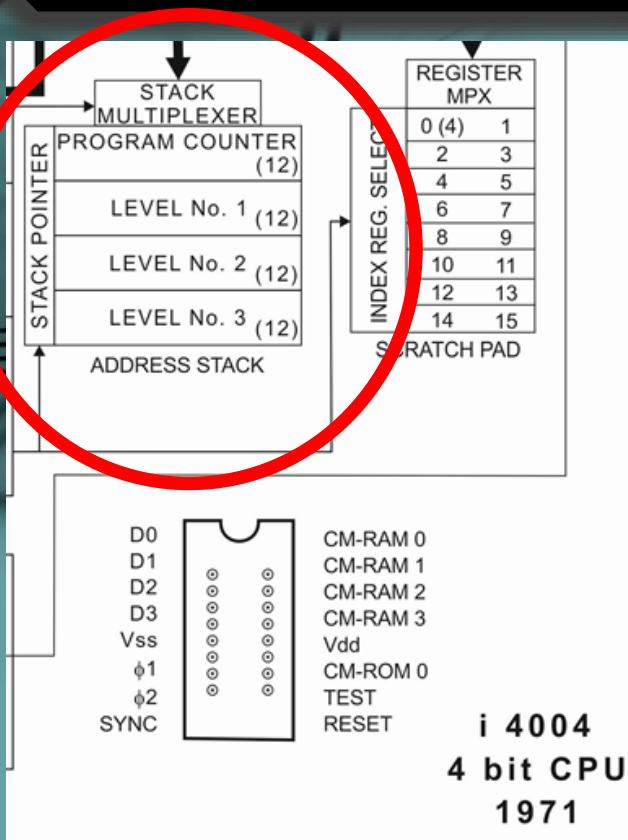 STACK
MULTIPLEXER
PROGRAM COUNTER
(12)
LEVEL No. 1 (12)
LEVEL No. 2 (12)
LEVEL No. 3 (12)
STACK POINTER
ADDRESS STACK
REGISTER
MPX
0 (4) 1
2 3
4 5
6 7
8 9
10 11
12 13
14 15
INDEX REG. SELECT
SCRATCH PAD
D0
D1
D2
D3
Vss
ϕ1
ϕ2
SYNC
CM-RAM 0
CM-RAM 1
CM-RAM 2
CM-RAM 3
Vdd
CM-ROM 0
TEST
RESET
i 4004
4 bit CPU
1971